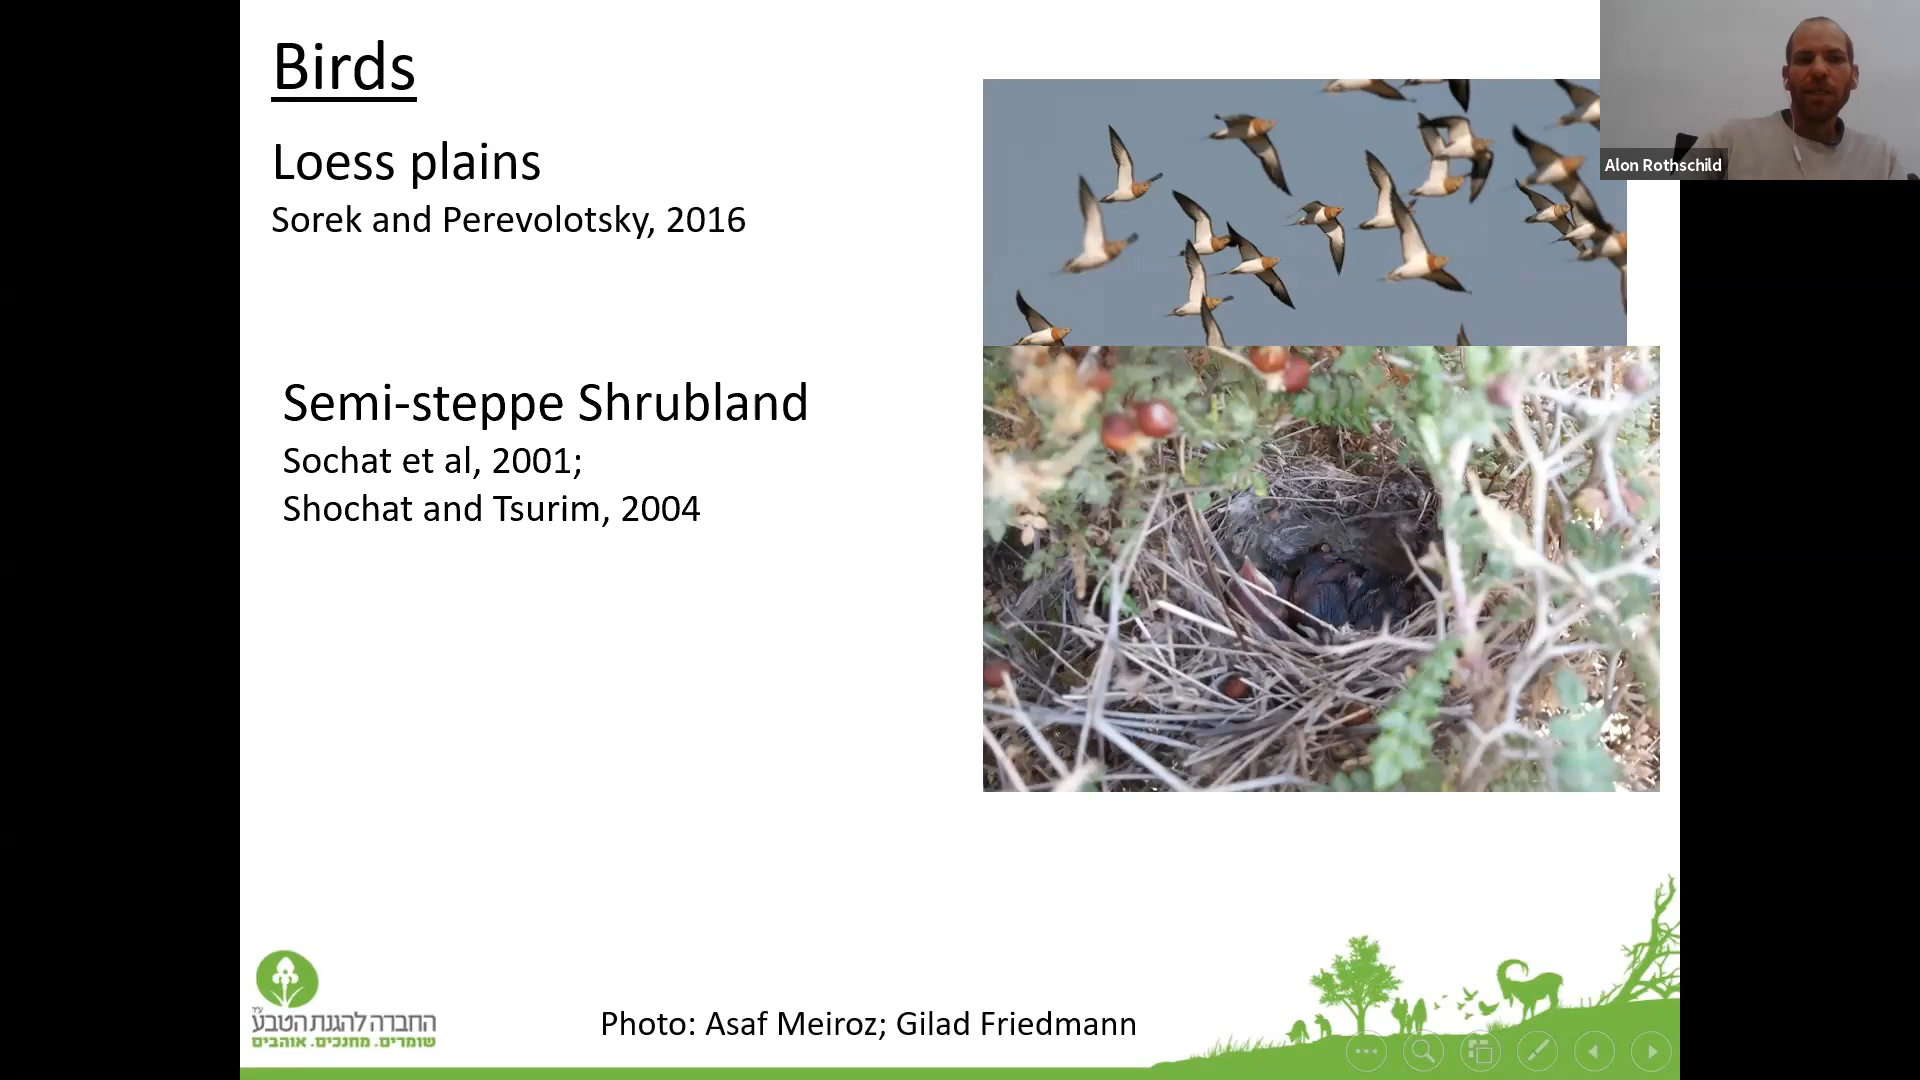 Birds
Loess plains
Sorek and Perevolotsky, 2016
Semi-steppe Shrubland
Sochat et al, 2001;
Shochat and Tsurim, 2004
Alon Rothschild
החברה להגנת הטבע
שומרים. מחנכים. אוהבים.
Photo: Asaf Meiroz; Gilad Friedmann